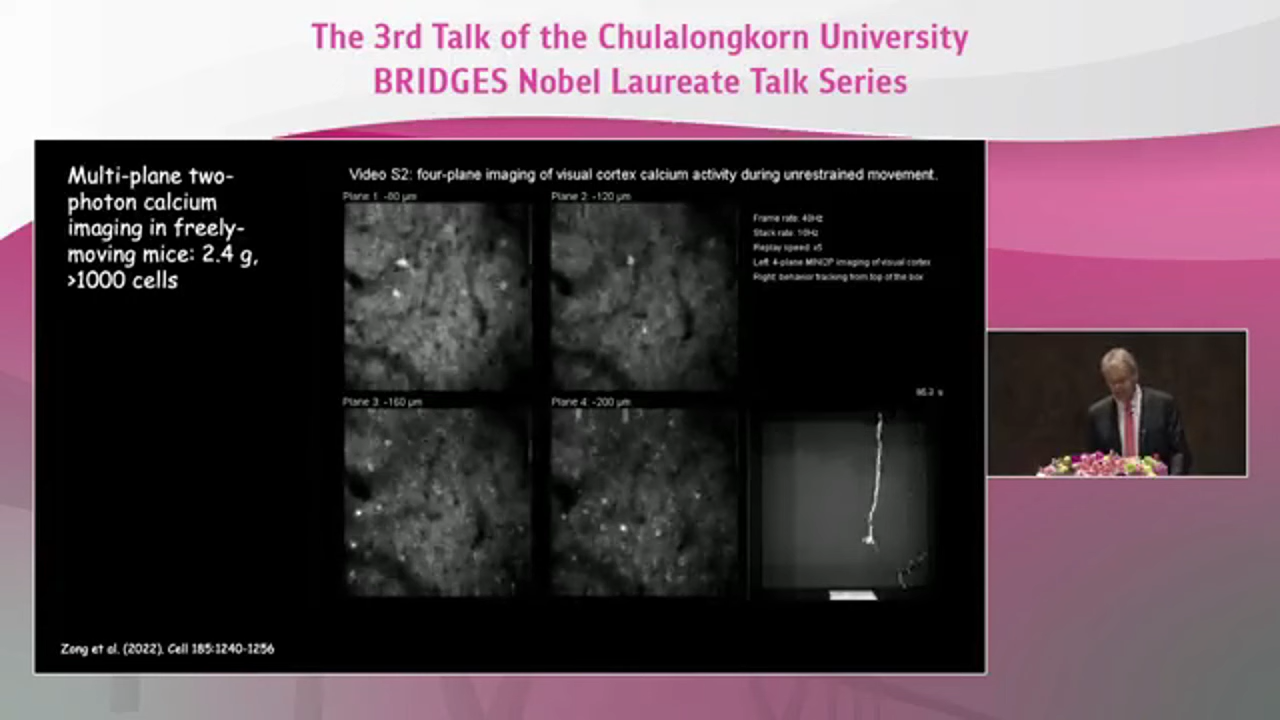 The 3rd Talk of the Chulalongkorn University
BRIDGES Nobel Laureate Talk Series
Multi-plane two-
photon calcium
imaging in freely-
moving mice: 2.4 g,
>1000 cells
Video S2: four-plane imaging of visual cortex calcium activity during unrestrained movement.
Plane 1 -80 μm
Plane 2 -120 μm
Frame rate: 40Hz
Stack rate: 10Hz
Replay speed: x5
Left: 4-plane MINI2P imaging of visual cortex
Right: behavior tracking from top of the box
Plane 3 -160 μm
Plane 4: -200 μm
Zong et al. (2022). Cell 185:1240-1256